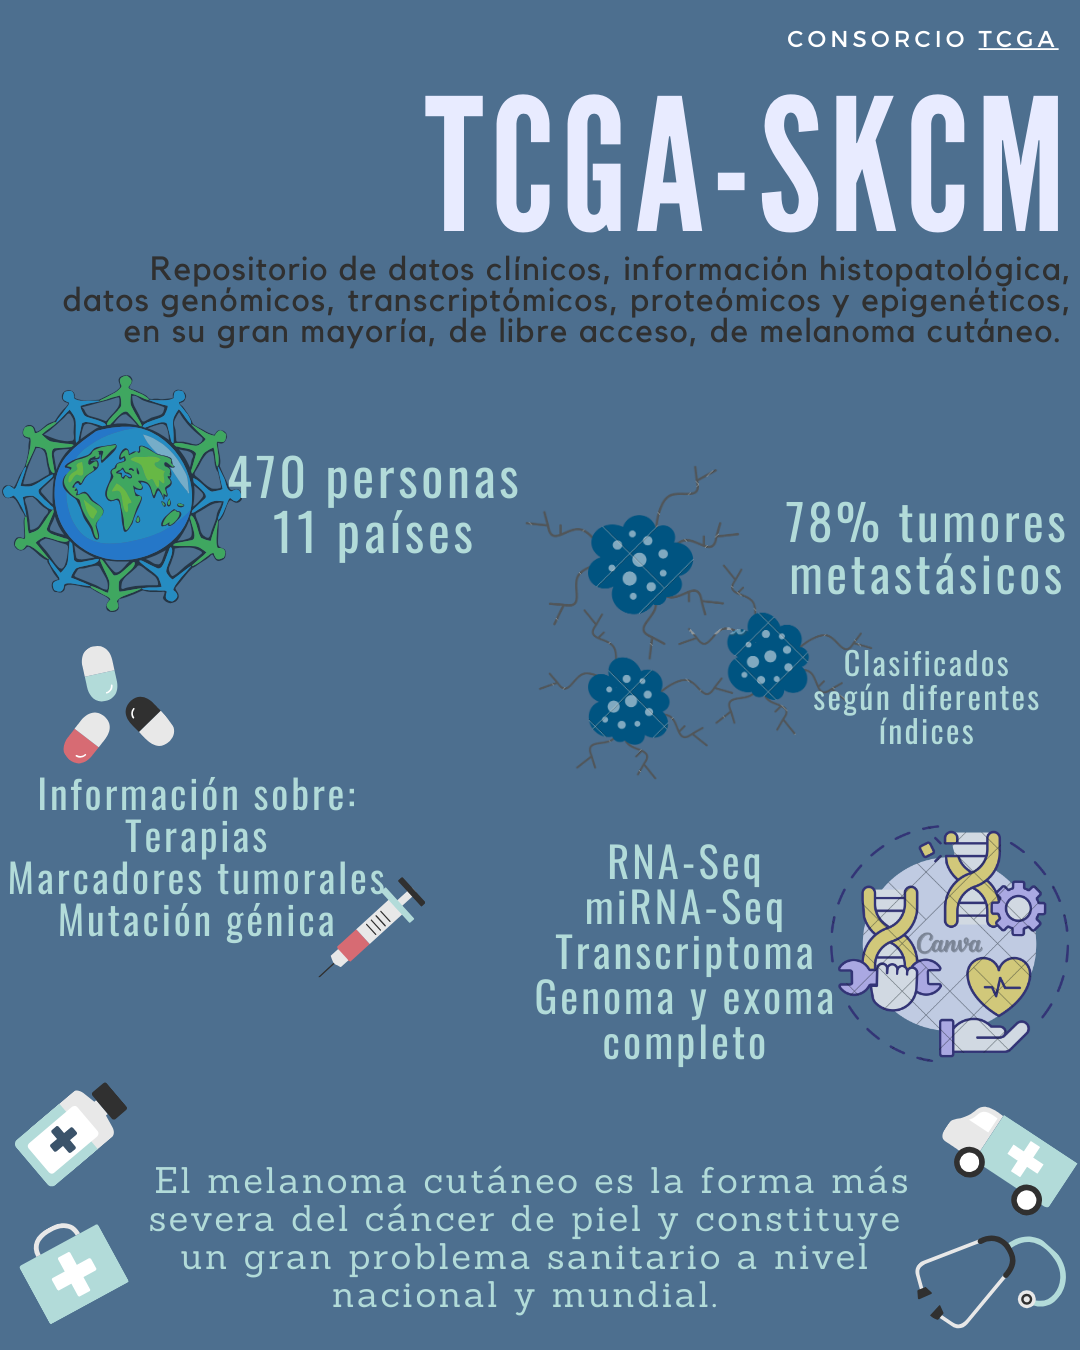 CONSORCIO TCGA
TCGA-SKCM
Repositorio de datos clínicos, información histopatológica,
datos genómicos, transcriptómicos, proteómicos y epigenéticos,
en su gran mayoría, de libre acceso, de melanoma cutáneo.
470 personas
11 países
78% tumores
metastásicos
Clasificados
según diferentes
índices
Información sobre:
Terapias
Marcadores tumorales
Mutación génica
RNA-Seq
miRNA-Seq
Transcriptoma
Genoma y exoma
completo
Canva
El melanoma cutáneo es la forma más
severa del cáncer de piel y constituye
un gran problema sanitario a nivel
nacional y mundial.